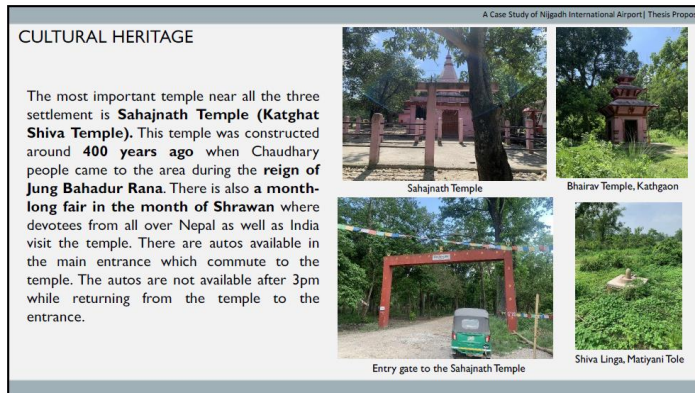 A Case Study of Nijgadh International Airport| Thesis Propos
CULTURAL HERITAGE
The most important temple near all the three
settlement is Sahajnath Temple (Katghat
Shiva Temple). This temple was constructed
around 400 years ago when Chaudhary
people came to the area during the reign of
Jung Bahadur Rana. There is also a month-
long fair in the month of Shrawan where
devotees from all over Nepal as well as India
visit the temple. There are autos available in
the main entrance which commute to the
temple. The autos are not available after 3pm
while returning from the temple to the
entrance.
Sahajnath Temple
Bhairav Temple, Kathgaon
Entry gate to the Sahajnath Temple
Shiva Linga, Matiyani Tole